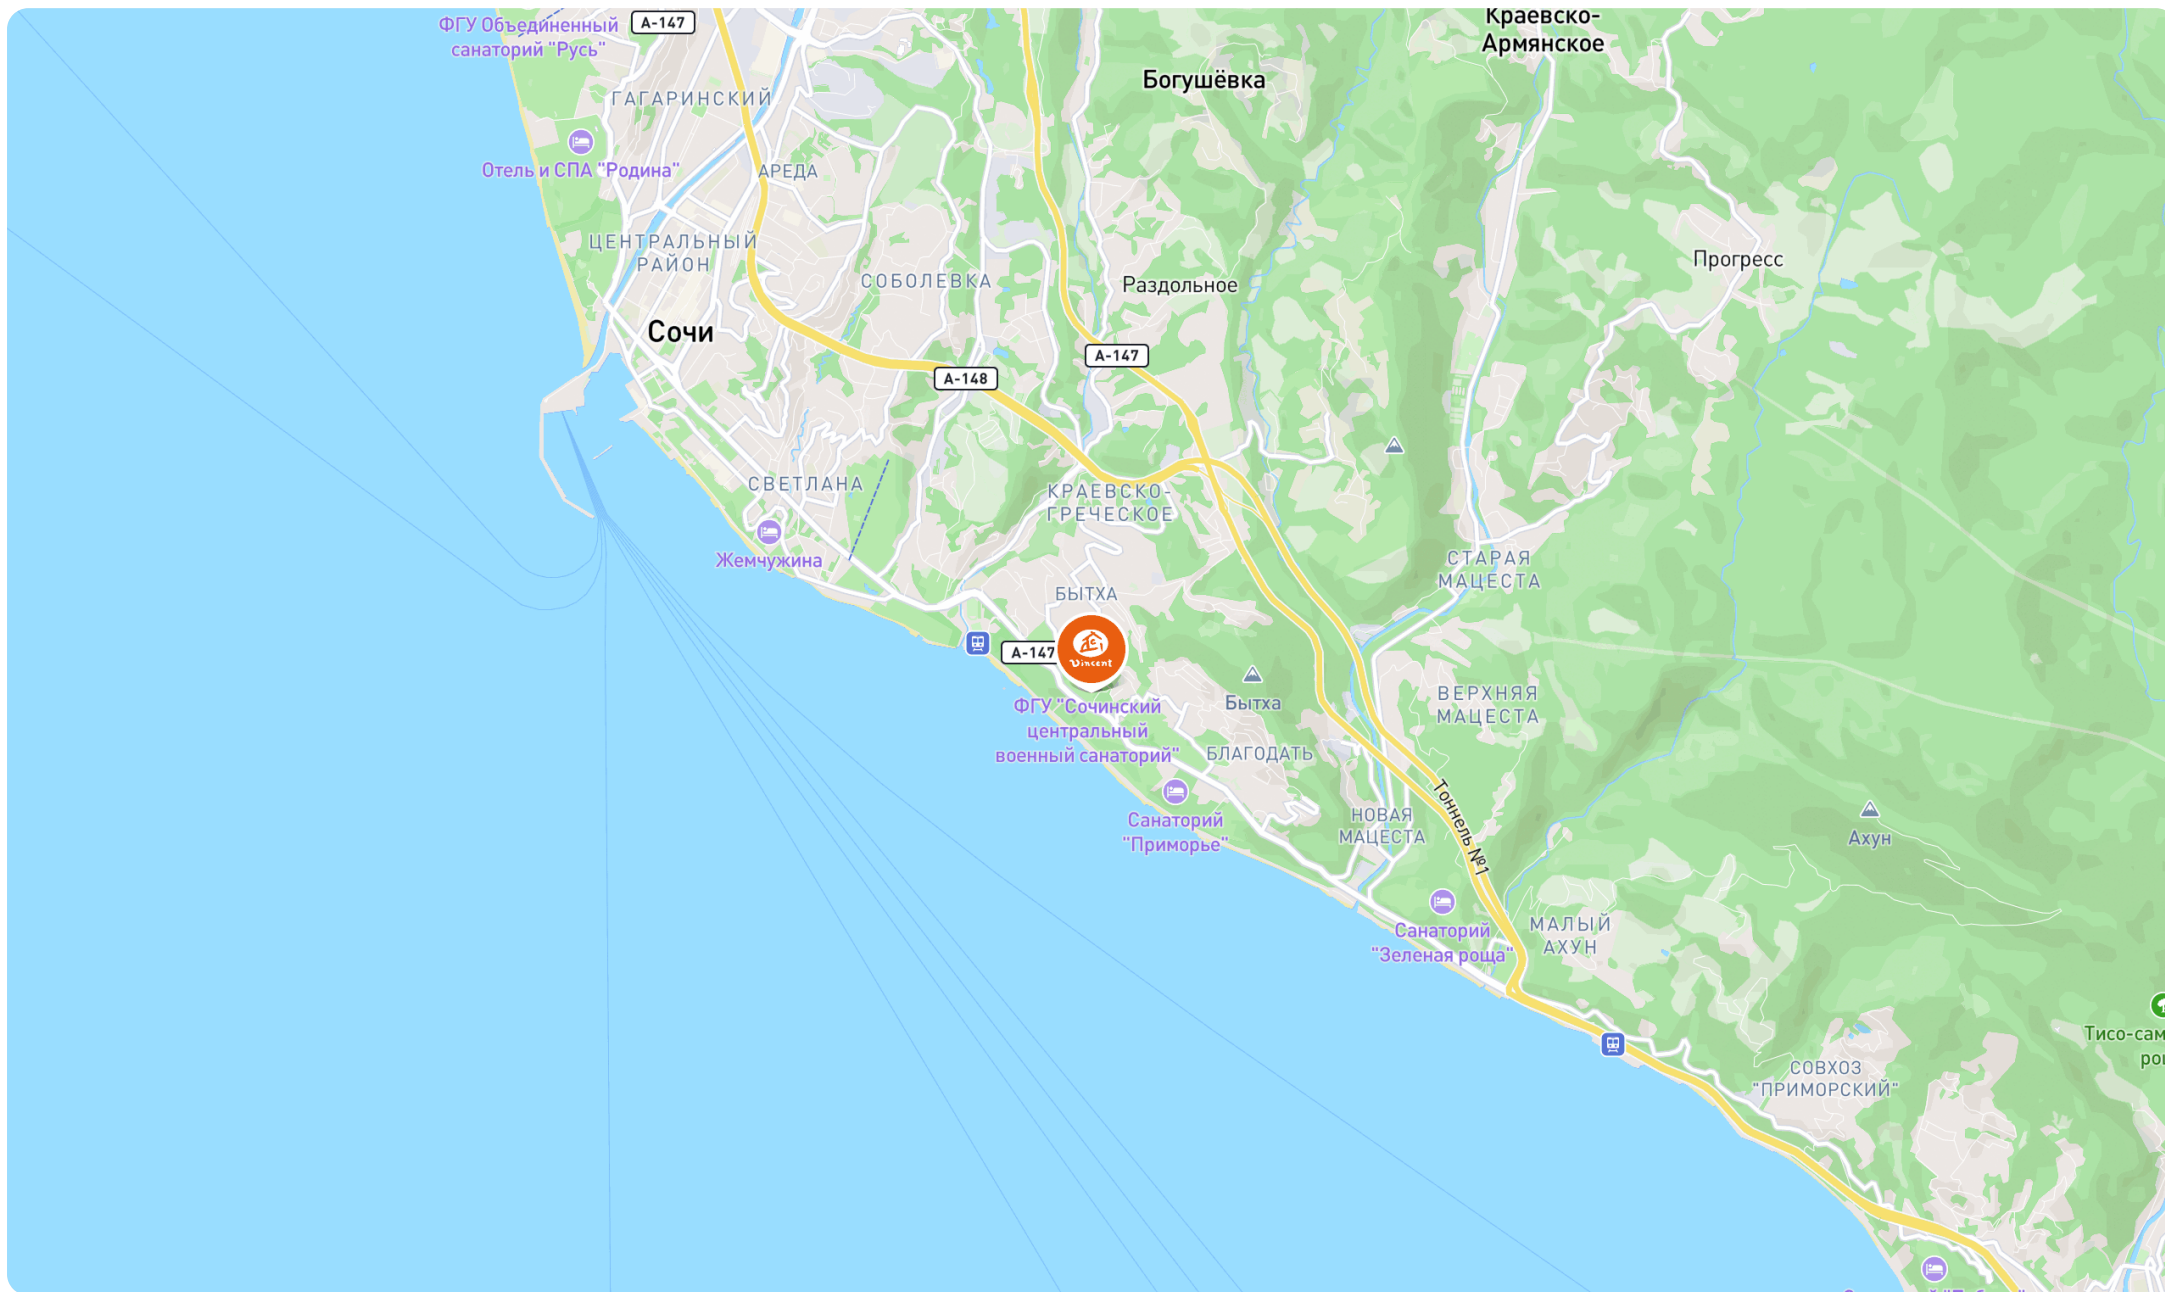 ФГУ Объединенный
санаторий "Русь"
А-147
Краевско-
Армянское
Богушёвка
ГАГАРИНСКИЙ
Отель и СПА "Родина"
АРЕДА
ЦЕНТРАЛЬНЫЙ
РАЙОН
СОБОЛЕВКА
Раздольное
Прогресс
Сочи
А-147
А-148
СВЕТЛАНА
КРАЕВСКО-
ГРЕЧЕСКОЕ
Жемчужина
СТАРАЯ
МАЦЕСТА
БЫТХА
А-147
Vincent
ФГУ "Сочинский
центральный
военный санаторий"
Бытха
ВЕРХНЯЯ
МАЦЕСТА
БЛАГОДАТЬ
Санаторий
"Приморье"
НОВАЯ
МАЦЕСТА
Тоннель №1
Ахун
Санаторий
"Зеленая роща"
МАЛЫЙ
АХУН
Тисо-сам
СОВХОЗ
"ПРИМОРСКИЙ"